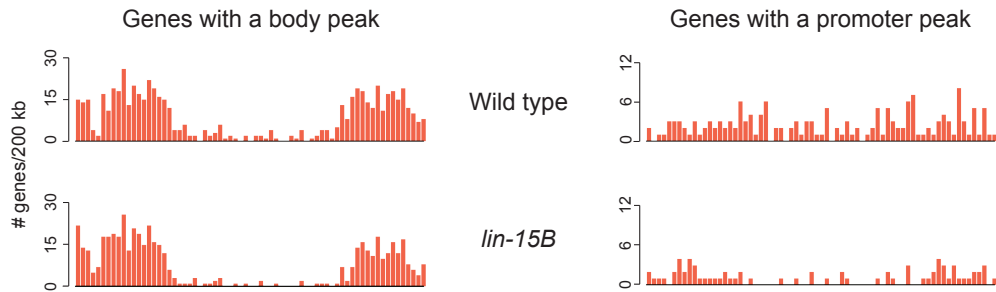 Genes with a body peak
Genes with a promoter peak
# genes/200 kb
30
15
0
Wild type
12
6
0
30
15
0
lin-15B
12
6
0